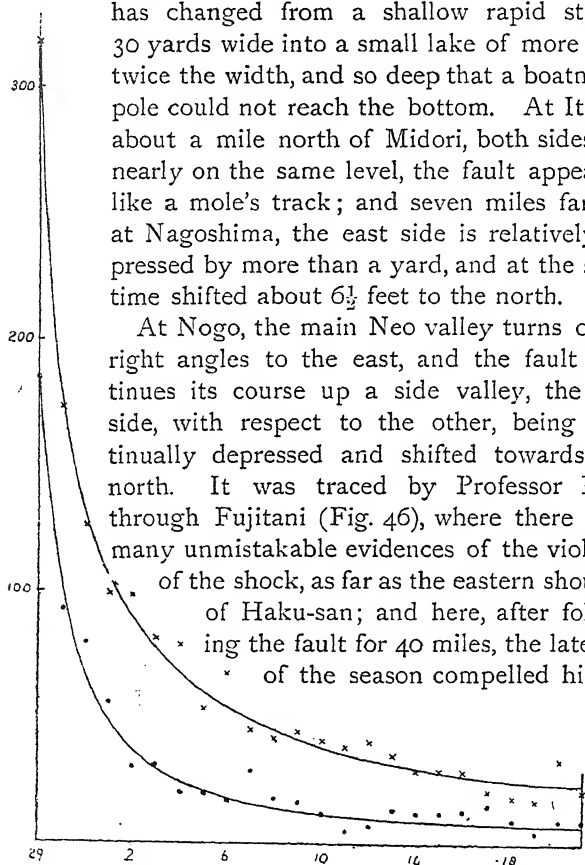 has changed from a shallow rapid st
30 yards wide into a small lake of more
twice the width, and so deep that a boatn
pole could not reach the bottom. At It
about a mile north of Midori, both sides
nearly on the same level, the fault appe
like a mole's track; and seven miles far
at Nagoshima, the east side is relatively
pressed by more than a yard, and at the
time shifted about 6½ feet to the north.
At Nogo, the main Neo valley turns o
right angles to the east, and the fault
tinues its course up a side valley, the
side, with respect to the other, being
tinually depressed and shifted towards
north. It was traced by Professor
through Fujitani (Fig. 46), where there
many unmistakable evidences of the viol
of the shock, as far as the eastern shou
of Haku-san; and here, after fol
ing the fault for 40 miles, the late
of the season compelled hi
300
200
100
29 2 6 10 14 18